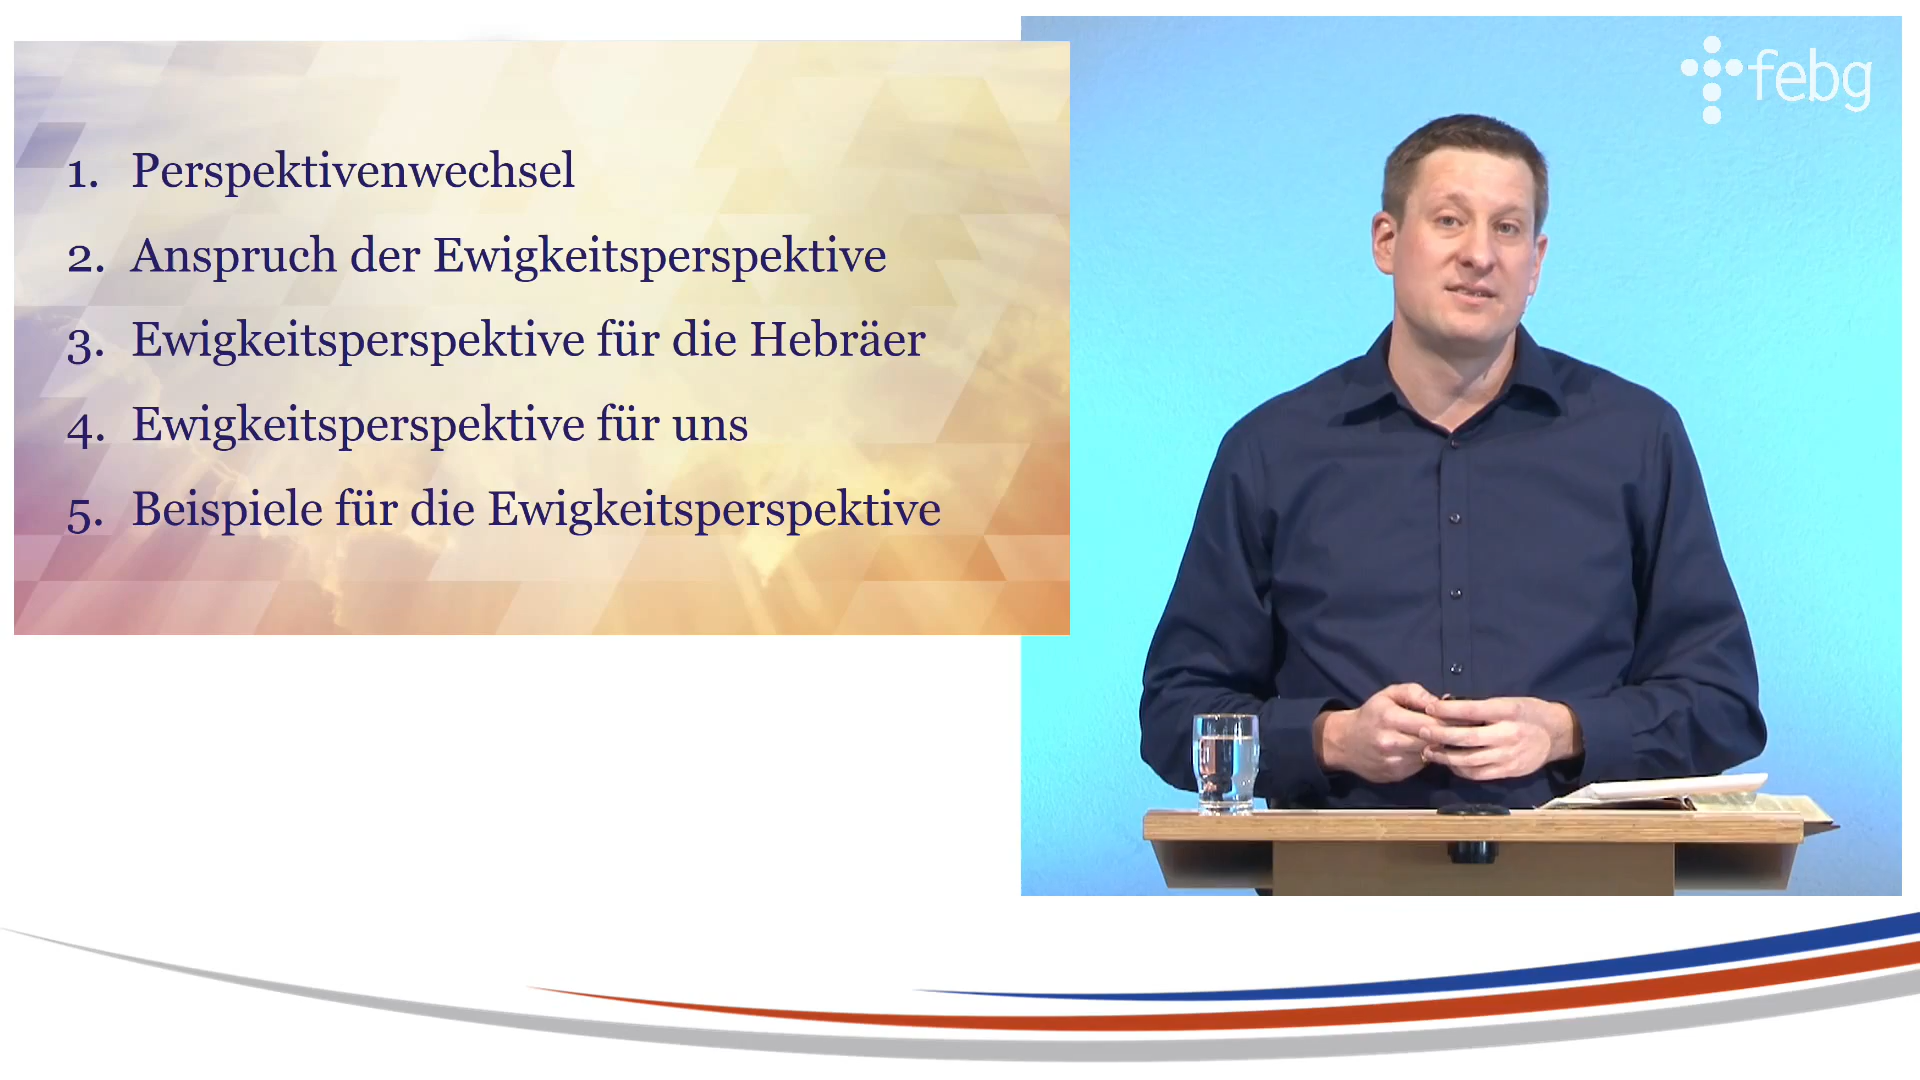 1. Perspektivenwechsel
2. Anspruch der Ewigkeitsperspektive
3. Ewigkeitsperspektive für die Hebräer
4. Ewigkeitsperspektive für uns
5. Beispiele für die Ewigkeitsperspektive
febg